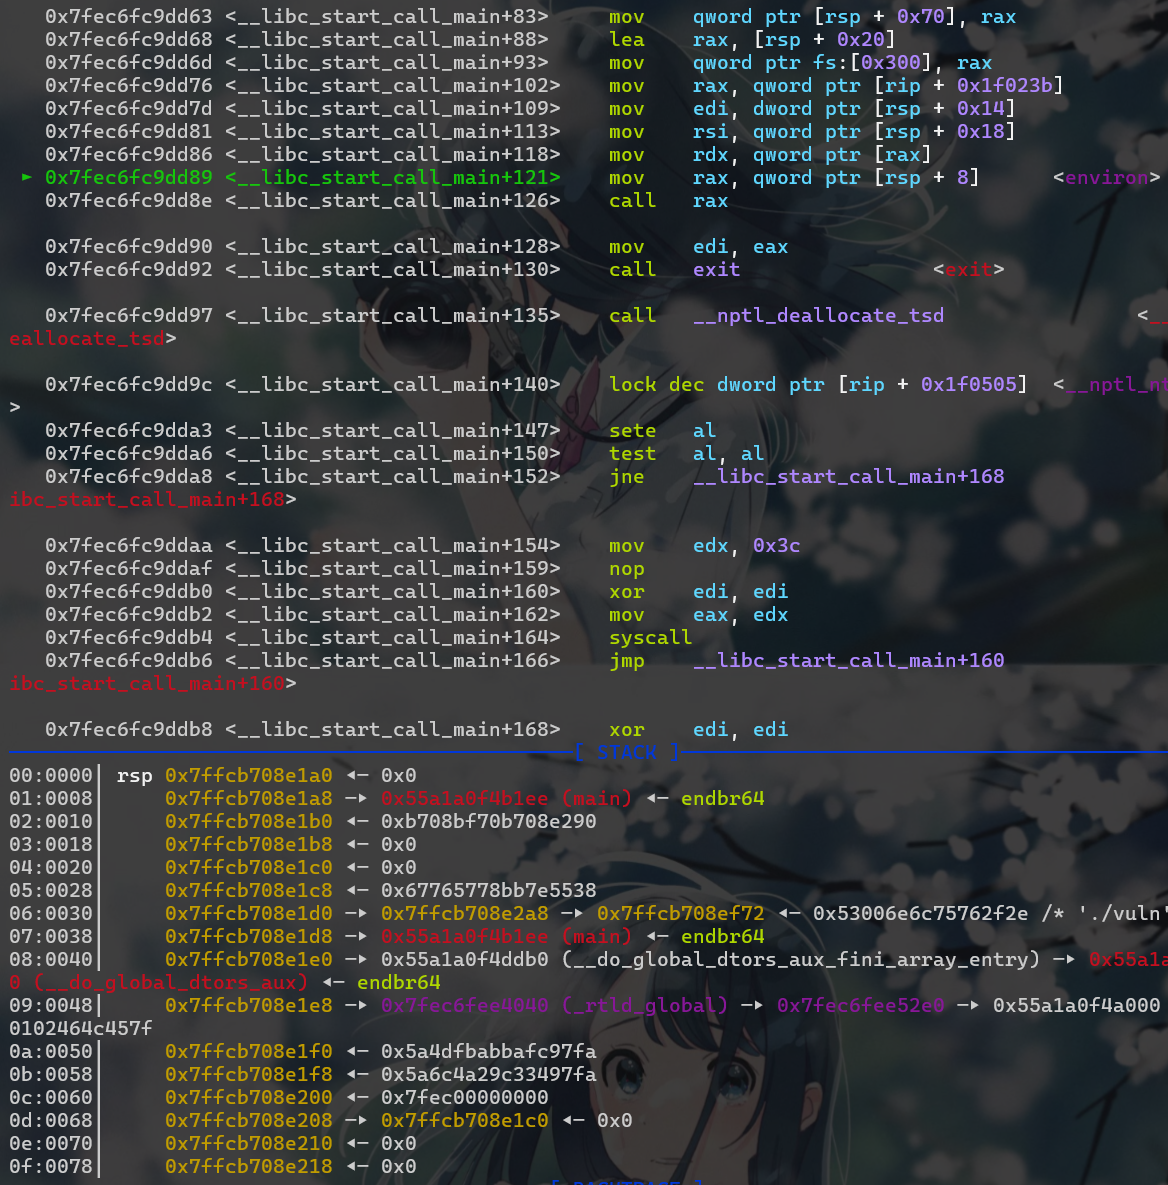 0x7fec6fc9dd63 <__libc_start_call_main+83> mov qword ptr [rsp + 0x70], rax
0x7fec6fc9dd68 <__libc_start_call_main+88> lea rax, [rsp + 0x20]
0x7fec6fc9dd6d <__libc_start_call_main+93> mov qword ptr fs:[0x300], rax
0x7fec6fc9dd76 <__libc_start_call_main+102> mov rax, qword ptr [rip + 0x1f023b]
0x7fec6fc9dd7d <__libc_start_call_main+109> mov edi, dword ptr [rsp + 0x14]
0x7fec6fc9dd81 <__libc_start_call_main+113> mov rsi, qword ptr [rsp + 0x18]
0x7fec6fc9dd86 <__libc_start_call_main+118> mov rdx, qword ptr [rax]
► 0x7fec6fc9dd89 <__libc_start_call_main+121> mov rax, qword ptr [rsp + 8] <environ>
0x7fec6fc9dd8e <__libc_start_call_main+126> call rax
0x7fec6fc9dd90 <__libc_start_call_main+128> mov edi, eax
0x7fec6fc9dd92 <__libc_start_call_main+130> call exit <exit>
0x7fec6fc9dd97 <__libc_start_call_main+135> call __nptl_deallocate_tsd <__
eallocate_tsd>
0x7fec6fc9dd9c <__libc_start_call_main+140> lock dec dword ptr [rip + 0x1f0505] <__nptl_nt
>
0x7fec6fc9dda3 <__libc_start_call_main+147> sete al
0x7fec6fc9dda6 <__libc_start_call_main+150> test al, al
0x7fec6fc9dda8 <__libc_start_call_main+152> jne __libc_start_call_main+168
ibc_start_call_main+168>
0x7fec6fc9ddaa <__libc_start_call_main+154> mov edx, 0x3c
0x7fec6fc9ddaf <__libc_start_call_main+159> nop
0x7fec6fc9ddb0 <__libc_start_call_main+160> xor edi, edi
0x7fec6fc9ddb2 <__libc_start_call_main+162> mov eax, edx
0x7fec6fc9ddb4 <__libc_start_call_main+164> syscall
0x7fec6fc9ddb6 <__libc_start_call_main+166> jmp __libc_start_call_main+160
ibc_start_call_main+160>
0x7fec6fc9ddb8 <__libc_start_call_main+168> xor edi, edi
[ STACK ]
00:0000│ rsp 0x7ffcb708e1a0 ◂— 0x0
01:0008│ 0x7ffcb708e1a8 —▸ 0x55a1a0f4b1ee (main) ◂— endbr64
02:0010│ 0x7ffcb708e1b0 ◂— 0xb708bf70b708e290
03:0018│ 0x7ffcb708e1b8 ◂— 0x0
04:0020│ 0x7ffcb708e1c0 ◂— 0x0
05:0028│ 0x7ffcb708e1c8 ◂— 0x67765778bb7e5538
06:0030│ 0x7ffcb708e1d0 —▸ 0x7ffcb708e2a8 —▸ 0x7ffcb708ef72 ◂— 0x53006e6c75762f2e /* './vuln'
07:0038│ 0x7ffcb708e1d8 —▸ 0x55a1a0f4b1ee (main) ◂— endbr64
08:0040│ 0x7ffcb708e1e0 —▸ 0x55a1a0f4ddb0 (__do_global_dtors_aux_fini_array_entry) —▸ 0x55a1a
0 (__do_global_dtors_aux) ◂— endbr64
09:0048│ 0x7ffcb708e1e8 —▸ 0x7fec6fee4040 (_rtld_global) —▸ 0x7fec6fee52e0 —▸ 0x55a1a0f4a000
0102464c457f
0a:0050│ 0x7ffcb708e1f0 ◂— 0x5a4dfbabbafc97fa
0b:0058│ 0x7ffcb708e1f8 ◂— 0x5a6c4a29c33497fa
0c:0060│ 0x7ffcb708e200 ◂— 0x7fec00000000
0d:0068│ 0x7ffcb708e208 —▸ 0x7ffcb708e1c0 ◂— 0x0
0e:0070│ 0x7ffcb708e210 ◂— 0x0
0f:0078│ 0x7ffcb708e218 ◂— 0x0